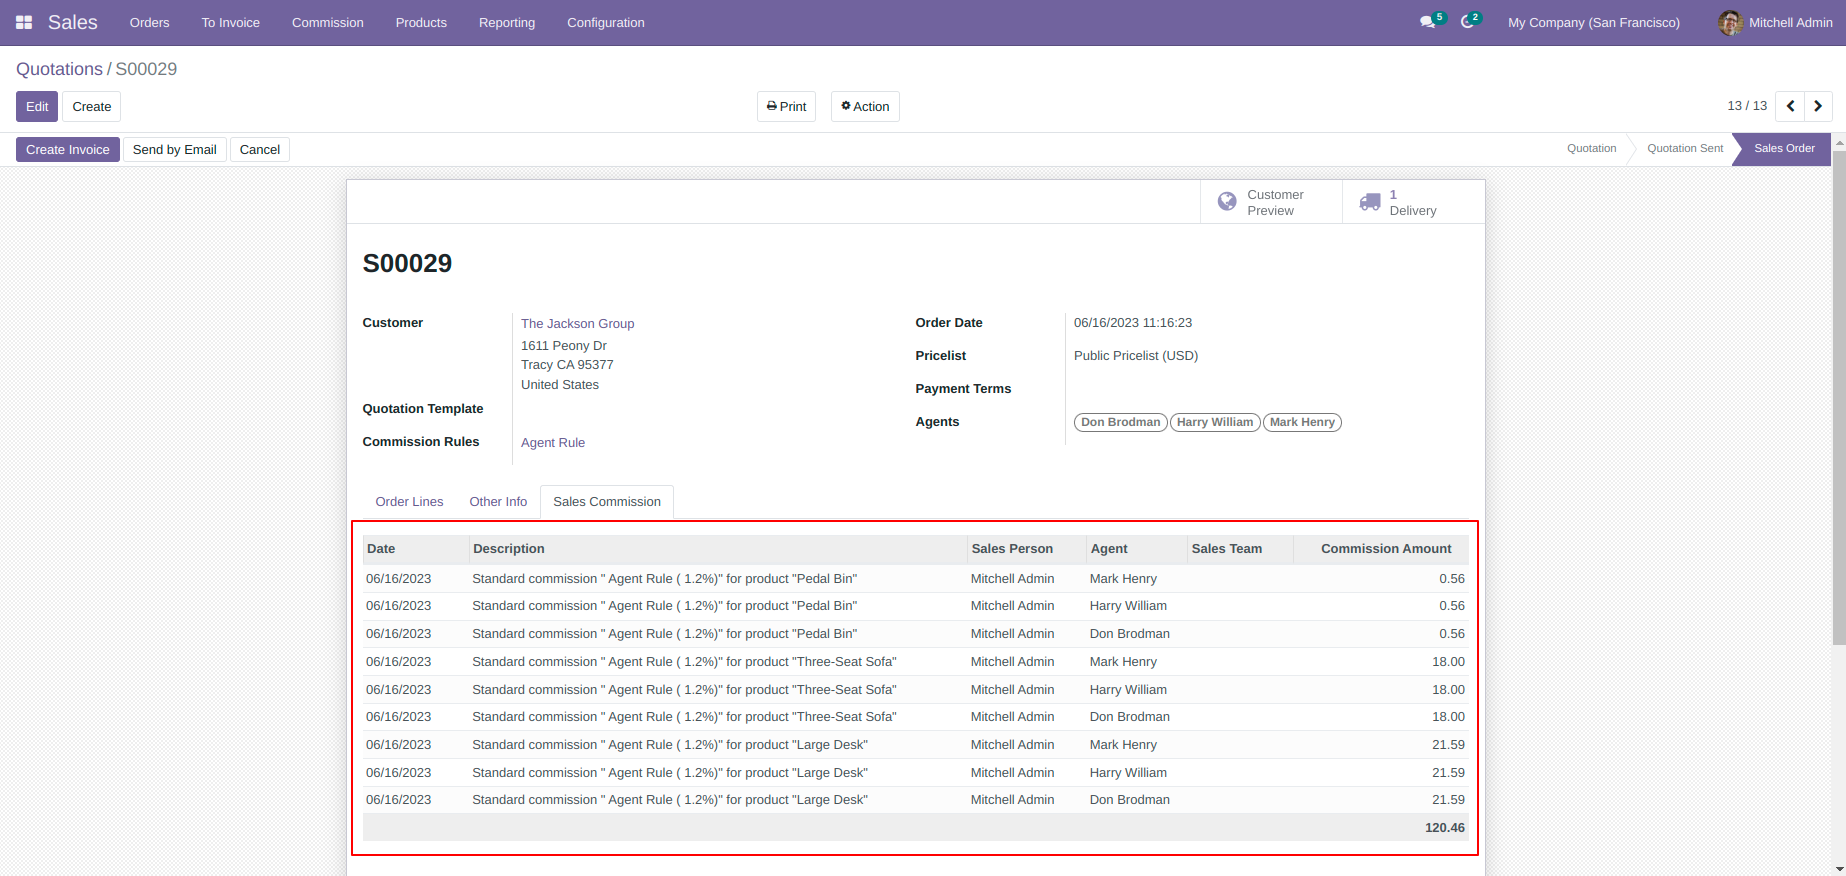 Sales Orders To Invoice Commission Products Reporting Configuration 5 2 My Company (San Francisco) Mitchell Admin
Quotations / S00029
Edit Create Print Action 13 / 13
Create Invoice Send by Email Cancel Quotation Quotation Sent Sales Order
Customer Preview
1 Delivery
S00029
Customer The Jackson Group
1611 Peony Dr
Tracy CA 95377
United States
Quotation Template
Commission Rules Agent Rule
Order Date 06/16/2023 11:16:23
Pricelist Public Pricelist (USD)
Payment Terms
Agents Don Brodman Harry William Mark Henry
Order Lines Other Info Sales Commission
Date Description Sales Person Agent Sales Team Commission Amount
06/16/2023 Standard commission " Agent Rule ( 1.2%)" for product "Pedal Bin" Mitchell Admin Mark Henry 0.56
06/16/2023 Standard commission " Agent Rule ( 1.2%)" for product "Pedal Bin" Mitchell Admin Harry William 0.56
06/16/2023 Standard commission " Agent Rule ( 1.2%)" for product "Pedal Bin" Mitchell Admin Don Brodman 0.56
06/16/2023 Standard commission " Agent Rule ( 1.2%)" for product "Three-Seat Sofa" Mitchell Admin Mark Henry 18.00
06/16/2023 Standard commission " Agent Rule ( 1.2%)" for product "Three-Seat Sofa" Mitchell Admin Harry William 18.00
06/16/2023 Standard commission " Agent Rule ( 1.2%)" for product "Three-Seat Sofa" Mitchell Admin Don Brodman 18.00
06/16/2023 Standard commission " Agent Rule ( 1.2%)" for product "Large Desk" Mitchell Admin Mark Henry 21.59
06/16/2023 Standard commission " Agent Rule ( 1.2%)" for product "Large Desk" Mitchell Admin Harry William 21.59
06/16/2023 Standard commission " Agent Rule ( 1.2%)" for product "Large Desk" Mitchell Admin Don Brodman 21.59
120.46